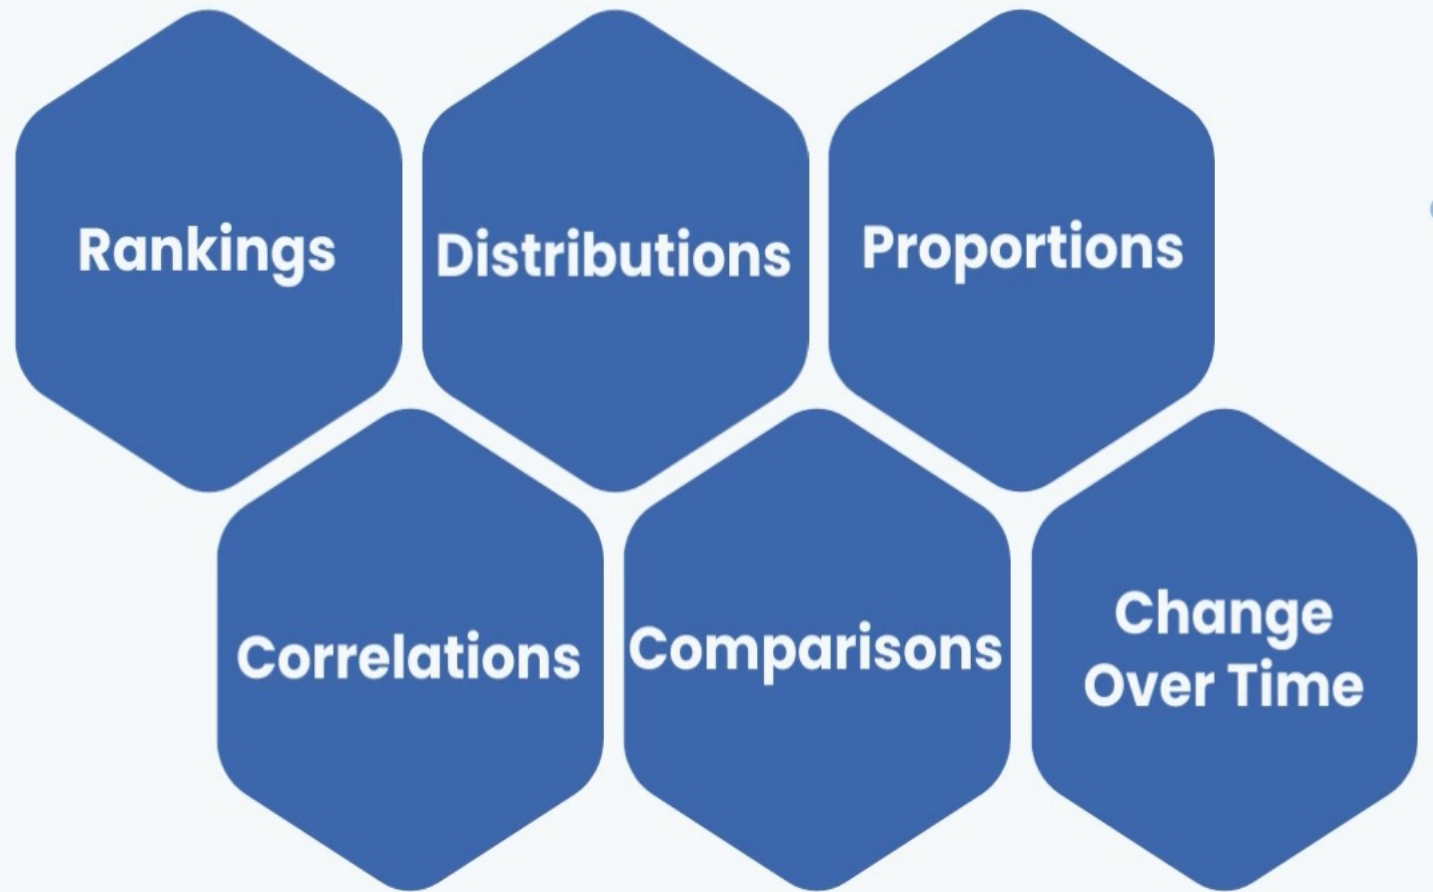 Rankings
Distributions
Proportions
Correlations
Comparisons
Change
Over Time